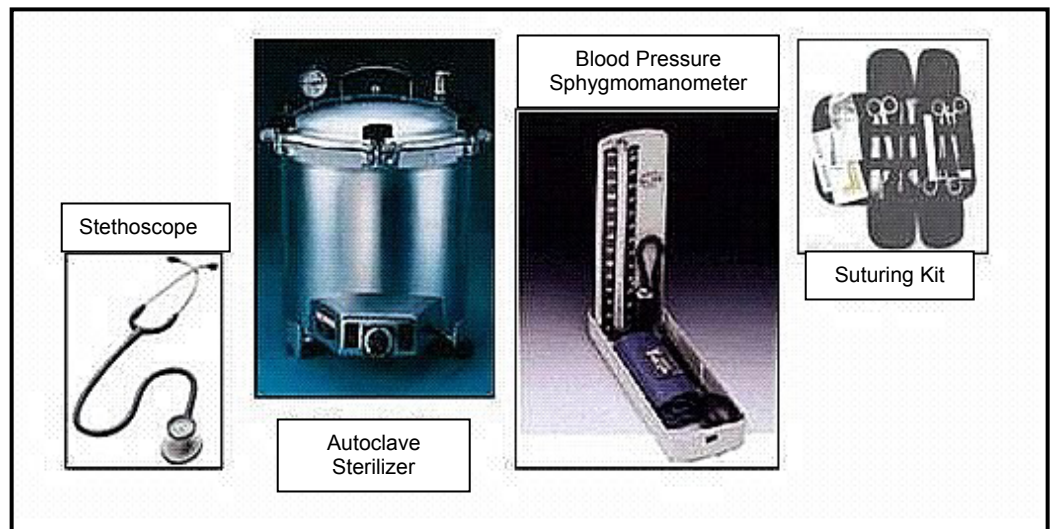 Stethoscope
Autoclave
Sterilizer
Blood Pressure
Sphygmomanometer
Suturing Kit